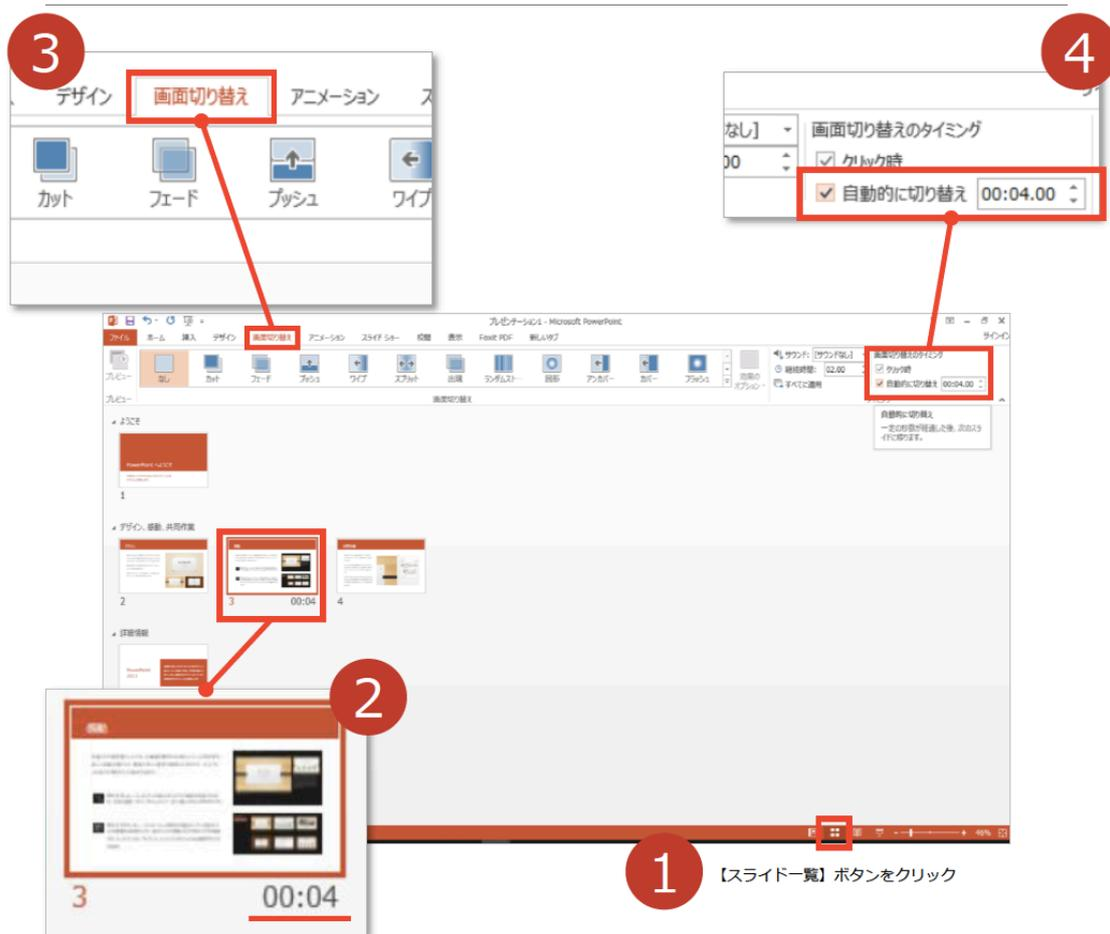 3
デザイン 画面切り替え アニメーション ス
カット フェード プッシュ ワイプ
4
なし] 画面切り替えのタイミング
00 クリック時
自動的に切り替え 00:04.00
プレゼンテーション1 - Microsoft PowerPoint
ファイル ホーム 挿入 デザイン 画面切り替え アニメーション スライド ショー 校閲 表示 Foxit PDF 新しいタブ サインイン
プレビュー なし カット フェード プッシュ ワイプ スプリット 出現 ランダムスト… 図形 アンカバー カバー フラッシュ 効果のオプション
サウンド: [サウンドなし] 画面切り替えのタイミング
継続時間: 02.00 クリック時
すべてに適用 自動的に切り替え 00:04.00
プレビュー 画面切り替え タイミング
自動的に切り替え
一定の秒数が経過した後、次のスラ
イドに移ります。
ようこそ
PowerPoint へようこそ
1
デザイン、感動、共同作業
2 3 00:04 4
詳細情報
PowerPoint
2013
2
3 00:04
46%
1 【スライド一覧】ボタンをクリック